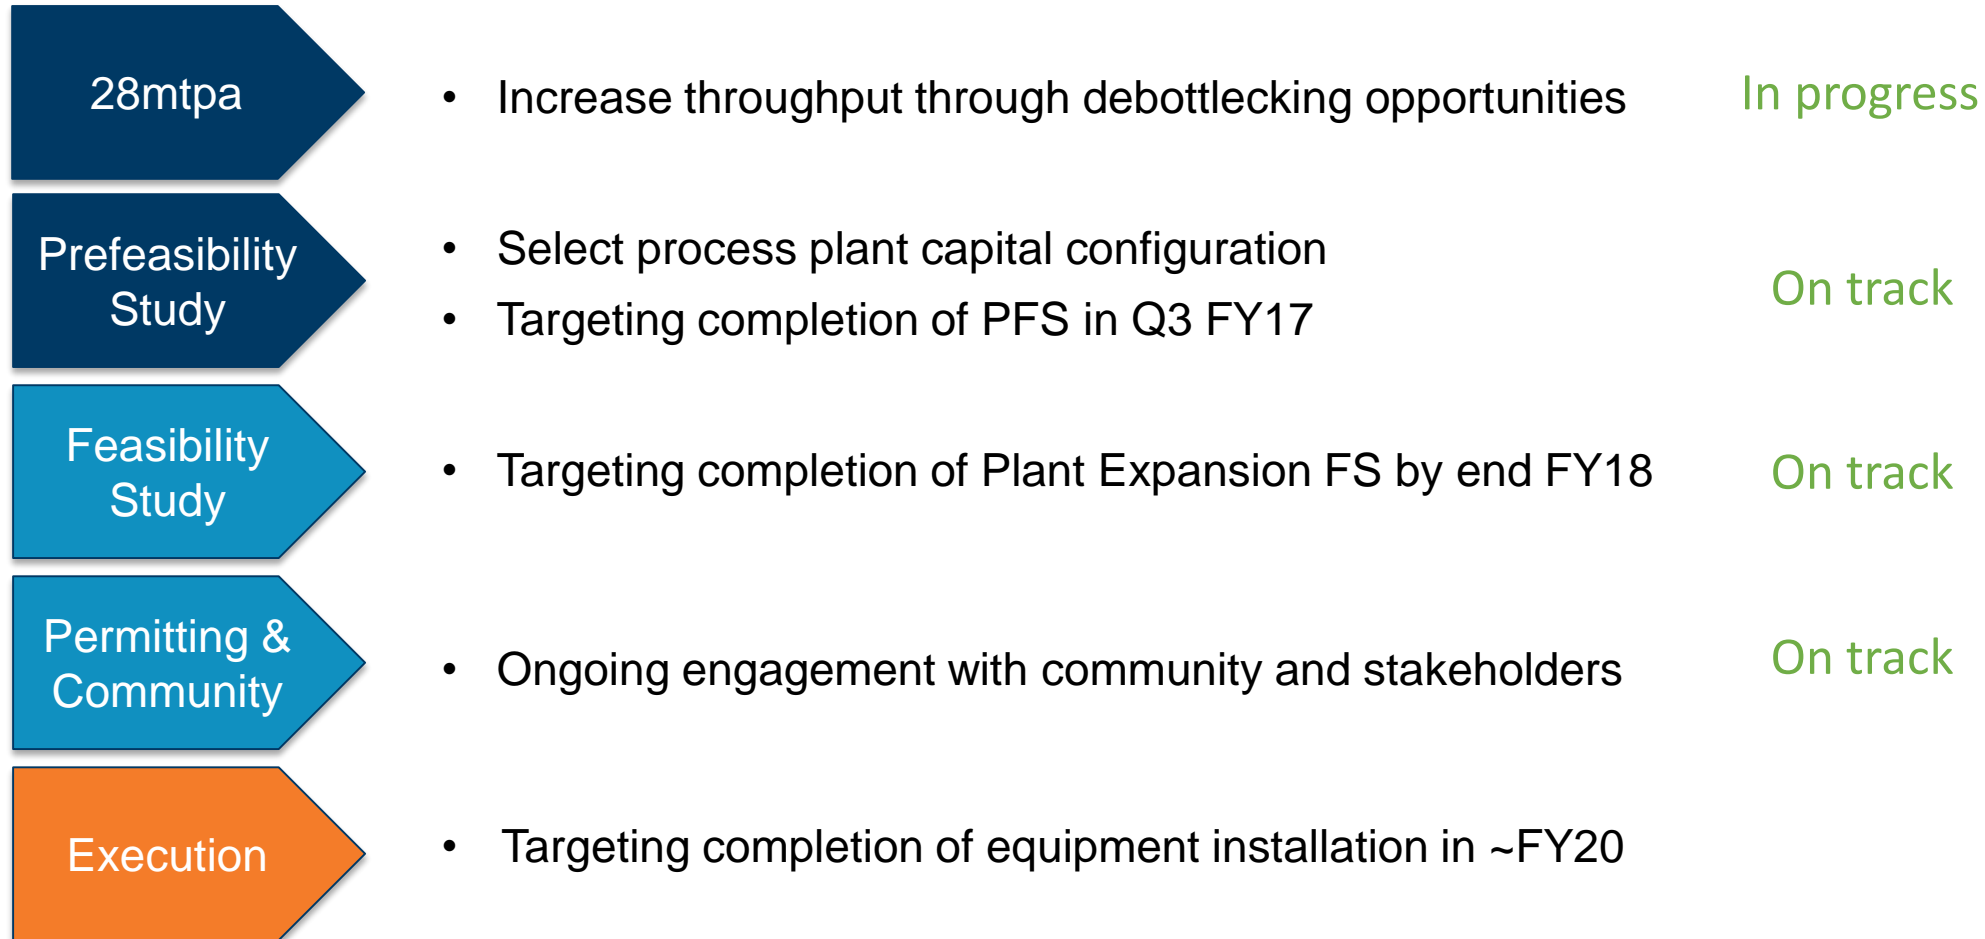 28mtpa
• Increase throughput through debottlecking opportunities
In progress
Prefeasibility
Study
• Select process plant capital configuration
• Targeting completion of PFS in Q3 FY17
On track
Feasibility
Study
• Targeting completion of Plant Expansion FS by end FY18
On track
Permitting &
Community
• Ongoing engagement with community and stakeholders
On track
Execution
• Targeting completion of equipment installation in ~FY20